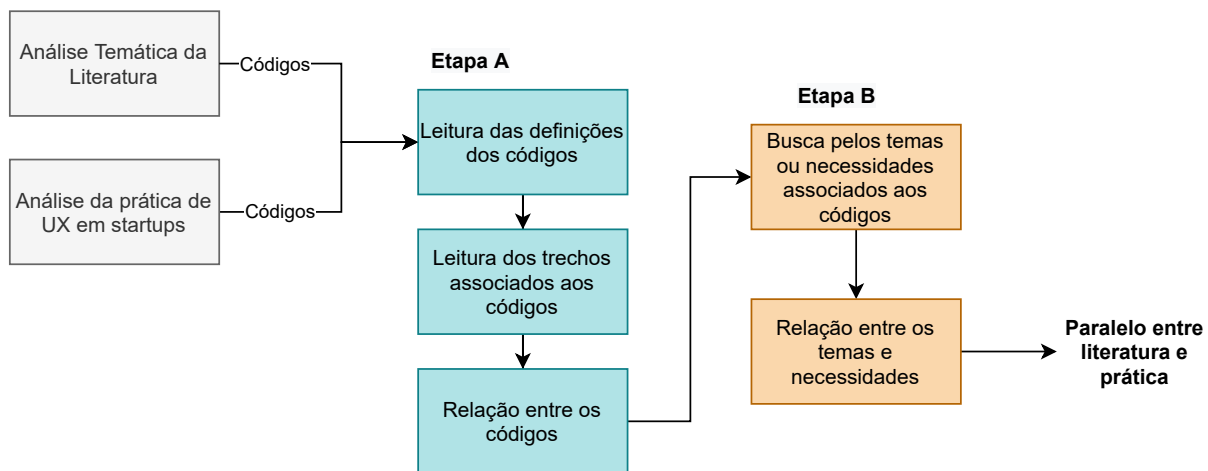 Análise Temática da
Literatura
Códigos
Análise da prática de
UX em startups
Códigos
Etapa A
Leitura das definições
dos códigos
Leitura dos trechos
associados aos
códigos
Relação entre os
códigos
Etapa B
Busca pelos temas
ou necessidades
associados aos
códigos
Relação entre os
temas e
necessidades
Paralelo entre
literatura e
prática